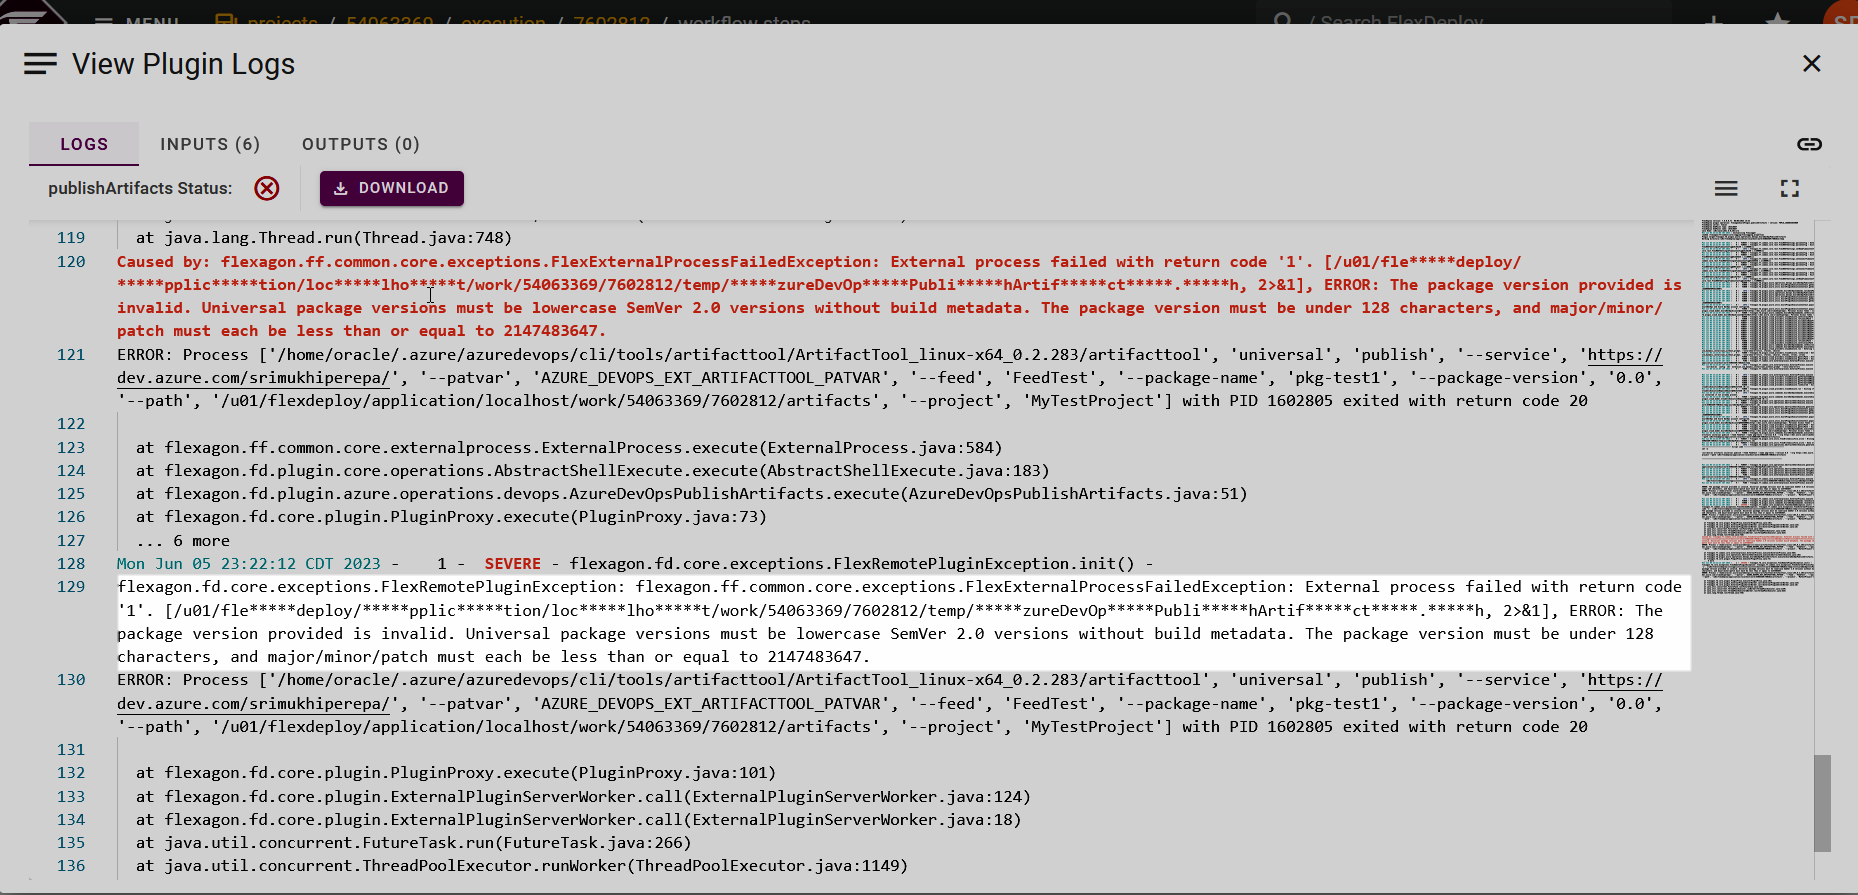 MENU projects / 54063369 / execution / 7602812 / workflow steps / Search FlexDeploy
View Plugin Logs
LOGS INPUTS (6) OUTPUTS (0)
publishArtifacts Status: DOWNLOAD
119 at java.lang.Thread.run(Thread.java:748)
120 Caused by: flexagon.ff.common.core.exceptions.FlexExternalProcessFailedException: External process failed with return code '1'. [/u01/fle*****deploy/
*****pplic*****tion/loc*****lho*****t/work/54063369/7602812/temp/*****zureDevOp*****Publi*****hArtif*****ct*****.*****h, 2>&1], ERROR: The package version provided is
invalid. Universal package versions must be lowercase SemVer 2.0 versions without build metadata. The package version must be under 128 characters, and major/minor/
patch must each be less than or equal to 2147483647.
121 ERROR: Process ['/home/oracle/.azure/azuredevops/cli/tools/artifacttool/ArtifactTool_linux-x64_0.2.283/artifacttool', 'universal', 'publish', '--service', 'https://
dev.azure.com/srimukhiperepa/', '--patvar', 'AZURE_DEVOPS_EXT_ARTIFACTTOOL_PATVAR', '--feed', 'FeedTest', '--package-name', 'pkg-test1', '--package-version', '0.0',
'--path', '/u01/flexdeploy/application/localhost/work/54063369/7602812/artifacts', '--project', 'MyTestProject'] with PID 1602805 exited with return code 20
122
123 at flexagon.ff.common.core.externalprocess.ExternalProcess.execute(ExternalProcess.java:584)
124 at flexagon.fd.plugin.core.operations.AbstractShellExecute.execute(AbstractShellExecute.java:183)
125 at flexagon.fd.plugin.azure.operations.devops.AzureDevOpsPublishArtifacts.execute(AzureDevOpsPublishArtifacts.java:51)
126 at flexagon.fd.core.plugin.PluginProxy.execute(PluginProxy.java:73)
127 ... 6 more
128 Mon Jun 05 23:22:12 CDT 2023 - 1 - SEVERE - flexagon.fd.core.exceptions.FlexRemotePluginException.init() -
129 flexagon.fd.core.exceptions.FlexRemotePluginException: flexagon.ff.common.core.exceptions.FlexExternalProcessFailedException: External process failed with return code
'1'. [/u01/fle*****deploy/*****pplic*****tion/loc*****lho*****t/work/54063369/7602812/temp/*****zureDevOp*****Publi*****hArtif*****ct*****.*****h, 2>&1], ERROR: The
package version provided is invalid. Universal package versions must be lowercase SemVer 2.0 versions without build metadata. The package version must be under 128
characters, and major/minor/patch must each be less than or equal to 2147483647.
130 ERROR: Process ['/home/oracle/.azure/azuredevops/cli/tools/artifacttool/ArtifactTool_linux-x64_0.2.283/artifacttool', 'universal', 'publish', '--service', 'https://
dev.azure.com/srimukhiperepa/', '--patvar', 'AZURE_DEVOPS_EXT_ARTIFACTTOOL_PATVAR', '--feed', 'FeedTest', '--package-name', 'pkg-test1', '--package-version', '0.0',
'--path', '/u01/flexdeploy/application/localhost/work/54063369/7602812/artifacts', '--project', 'MyTestProject'] with PID 1602805 exited with return code 20
131
132 at flexagon.fd.core.plugin.PluginProxy.execute(PluginProxy.java:101)
133 at flexagon.fd.core.plugin.ExternalPluginServerWorker.call(ExternalPluginServerWorker.java:124)
134 at flexagon.fd.core.plugin.ExternalPluginServerWorker.call(ExternalPluginServerWorker.java:18)
135 at java.util.concurrent.FutureTask.run(FutureTask.java:266)
136 at java.util.concurrent.ThreadPoolExecutor.runWorker(ThreadPoolExecutor.java:1149)